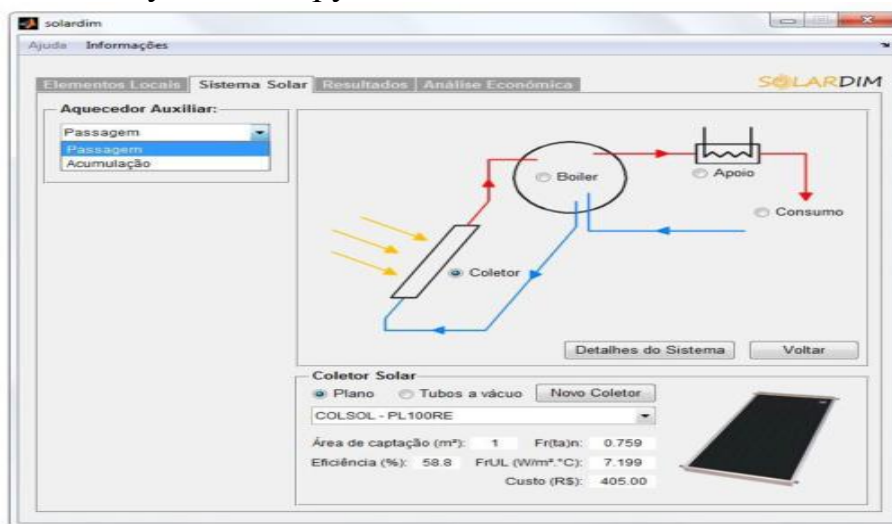 solardim
Ajuda Informações
Elementos Locais Sistema Solar Resultados Análise Econômica
SOLARDIM
Aquecedor Auxiliar:
Passagem
Passagem
Acumulação
Boiler
Apoio
Consumo
Coletor
Detalhes do Sistema Voltar
Coletor Solar
Plano Tubos a vácuo Novo Coletor
COLSOL - PL100RE
Área de captação (m²): 1 Fr(ta)n: 0.759
Eficiência (%): 58.8 FrUL (W/m².°C): 7.199
Custo (R$): 405.00